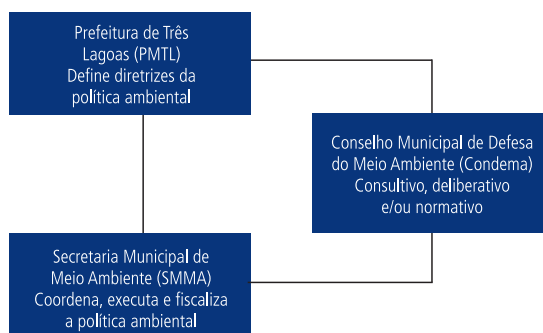 Prefeitura de Três
Lagoas (PMTL)
Define diretrizes da
política ambiental
Conselho Municipal de Defesa
do Meio Ambiente (Condema)
Consultivo, deliberativo
e/ou normativo
Secretaria Municipal de
Meio Ambiente (SMMA)
Coordena, executa e fiscaliza
a política ambiental